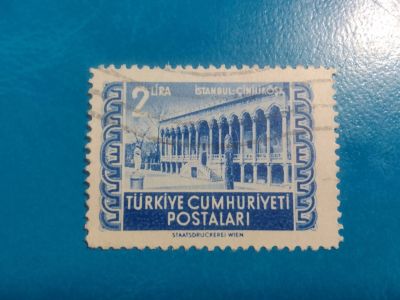 2 LİRA İSTANBUL-ÇİNİLİKÖŞK
TÜRKİYE CUMHURİYETİ
POSTALARI
STAATSDRUCKEREI WIEN